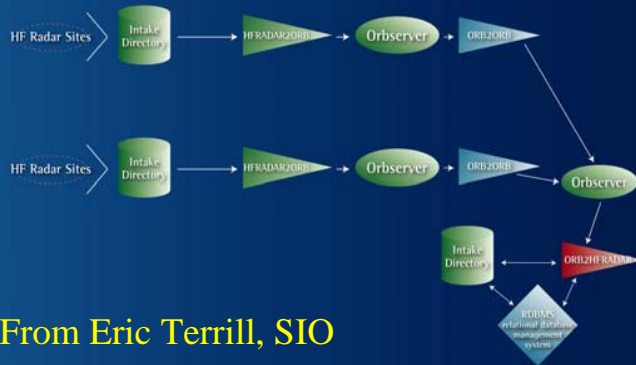 HF Radar Sites
Intake
Directory
HFRADAR2ORB
Orbserver
ORB2ORB
HF Radar Sites
Intake
Directory
HFRADAR2ORB
Orbserver
ORB2ORB
Orbserver
Intake
Directory
ORB2HFRADAR
RDBMS
relational database
management
system
From Eric Terrill, SIO